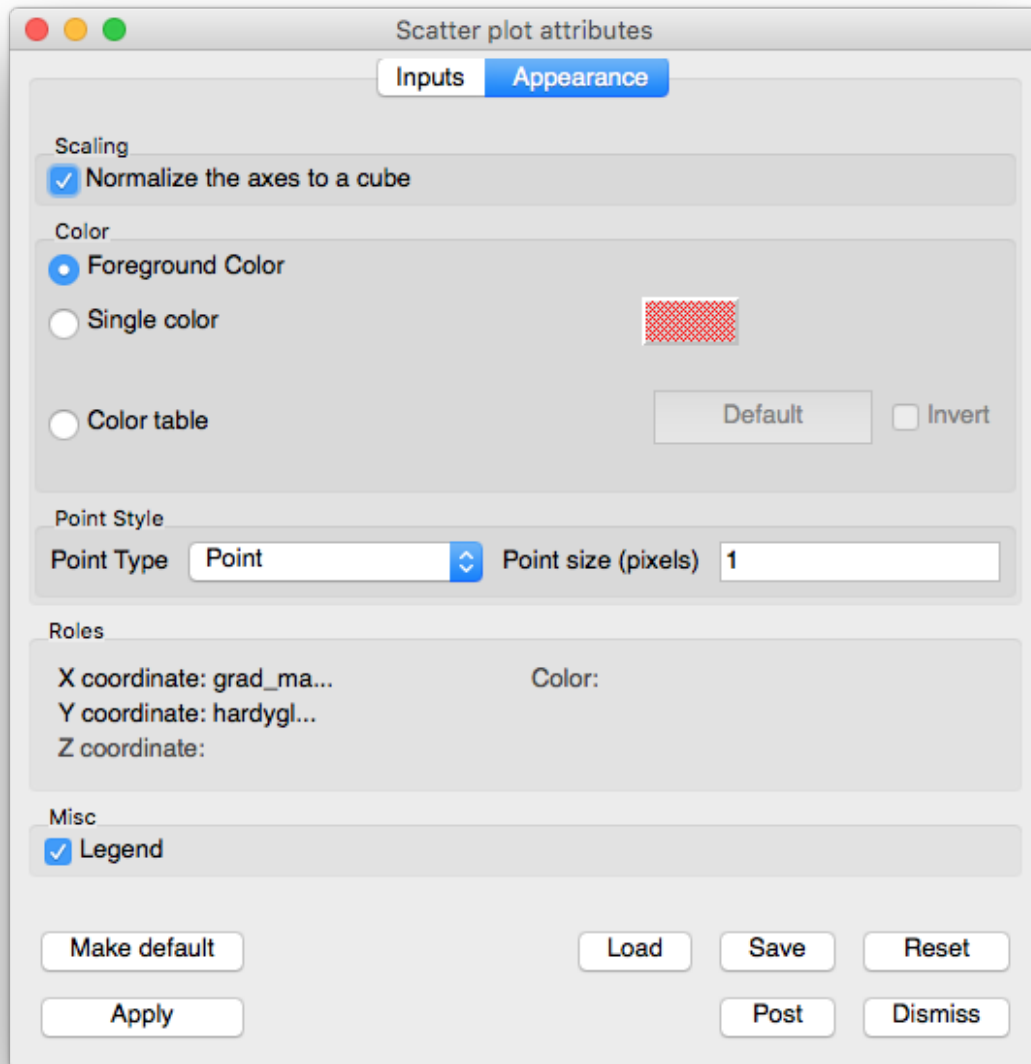 Scatter plot attributes
Inputs Appearance
Scaling
Normalize the axes to a cube
Color
Foreground Color
Single color
Color table Default Invert
Point Style
Point Type Point Point size (pixels) 1
Roles
X coordinate: grad_ma... Color:
Y coordinate: hardygl...
Z coordinate:
Misc
Legend
Make default Load Save Reset
Apply Post Dismiss